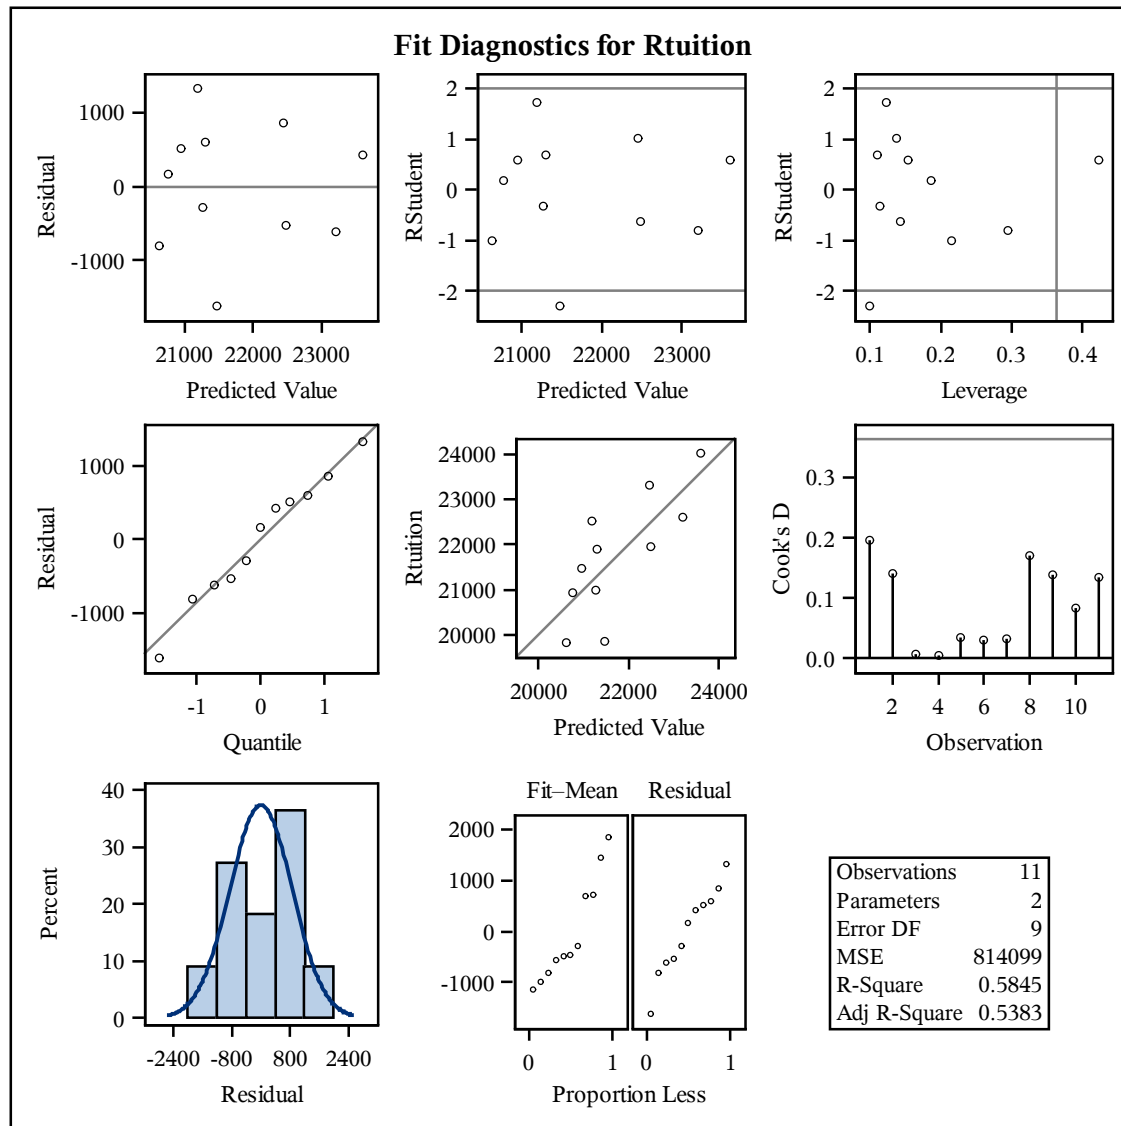 Fit Diagnostics for Rtuition
Residual
1000
0
-1000
21000 22000 23000
Predicted Value
RStudent
2
1
0
-1
-2
21000 22000 23000
Predicted Value
RStudent
2
1
0
-1
-2
0.1 0.2 0.3 0.4
Leverage
Residual
1000
0
-1000
-1 0 1
Quantile
Rtuition
24000
23000
22000
21000
20000
20000 22000 24000
Predicted Value
Cook's D
0.3
0.2
0.1
0.0
2 4 6 8 10
Observation
Percent
40
30
20
10
0
-2400 -800 800 2400
Residual
Fit–Mean Residual
2000
1000
0
-1000
0 1 0 1
Proportion Less
Observations 11
Parameters 2
Error DF 9
MSE 814099
R-Square 0.5845
Adj R-Square 0.5383